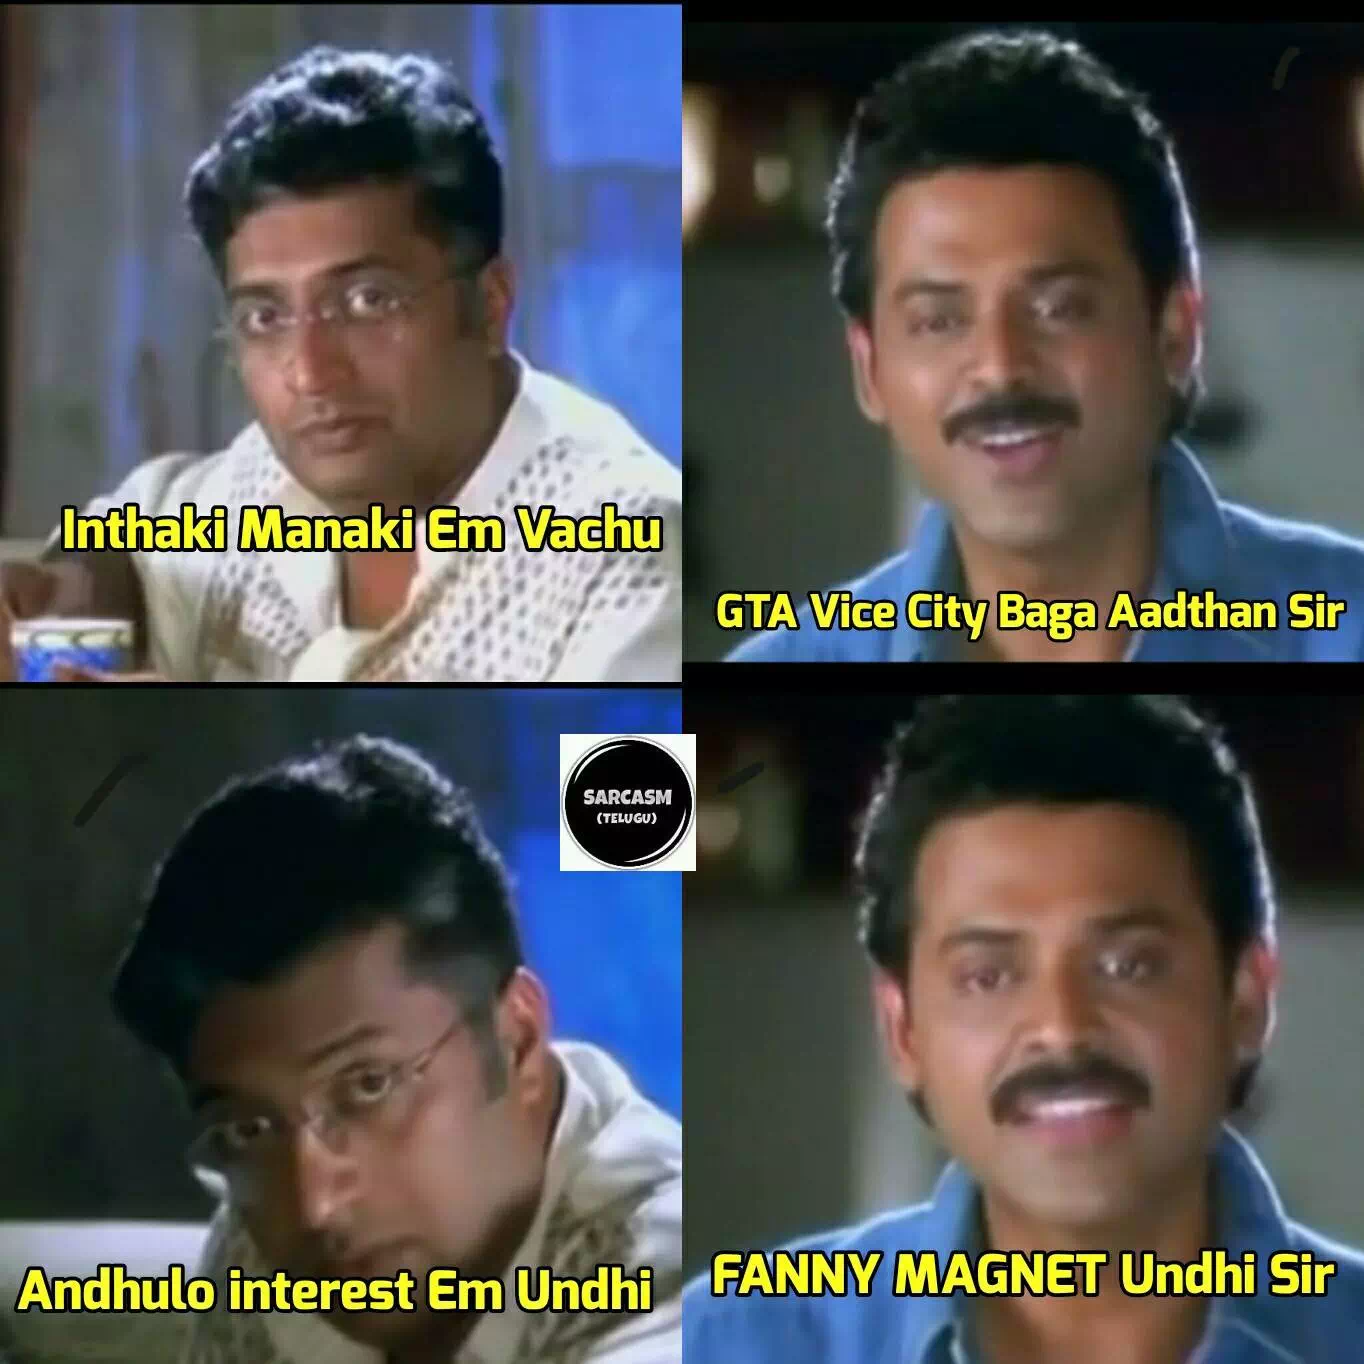 Inthaki Manaki Em Vachu
GTA Vice City Baga Aadthan Sir
SARCASM
(TELUGU)
Andhulo interest Em Undhi
FANNY MAGNET Undhi Sir